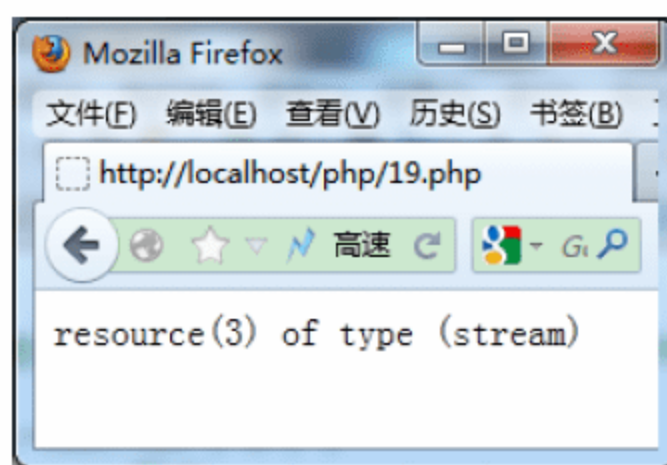 Mozilla Firefox
文件(F) 编辑(E) 查看(V) 历史(S) 书签(B)
http://localhost/php/19.php
高速
resource(3) of type (stream)